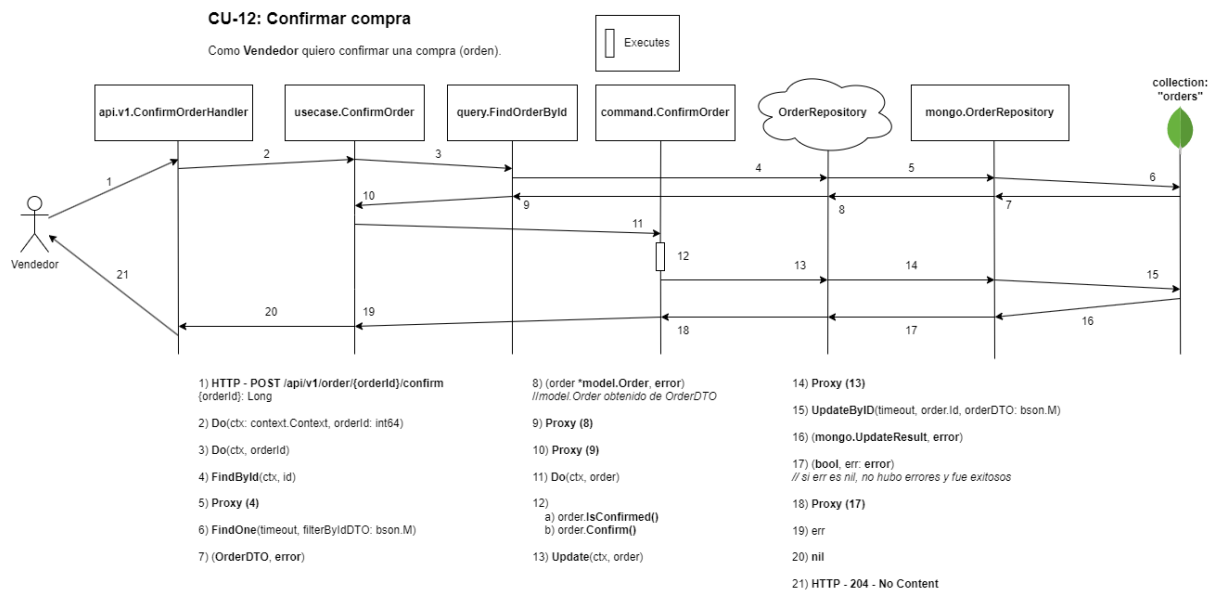 CU-12: Confirmar compra
Como Vendedor quiero confirmar una compra (orden).
Executes
api.v1.ConfirmOrderHandler
usecase.ConfirmOrder
query.FindOrderById
command.ConfirmOrder
OrderRepository
mongo.OrderRepository
collection:
"orders"
1
2
3
4
5
6
7
8
9
10
11
12
13
14
15
16
17
18
19
20
21
Vendedor
1) HTTP - POST /api/v1/order/{orderId}/confirm
{orderId}: Long
2) Do(ctx: context.Context, orderId: int64)
3) Do(ctx, orderId)
4) FindById(ctx, id)
5) Proxy (4)
6) FindOne(timeout, filterByIdDTO: bson.M)
7) (OrderDTO, error)
8) (order *model.Order, error)
//model.Order obtenido de OrderDTO
9) Proxy (8)
10) Proxy (9)
11) Do(ctx, order)
12)
a) order.IsConfirmed()
b) order.Confirm()
13) Update(ctx, order)
14) Proxy (13)
15) UpdateByID(timeout, order.Id, orderDTO: bson.M)
16) (mongo.UpdateResult, error)
17) (bool, err: error)
// si err es nil, no hubo errores y fue exitosos
18) Proxy (17)
19) err
20) nil
21) HTTP - 204 - No Content